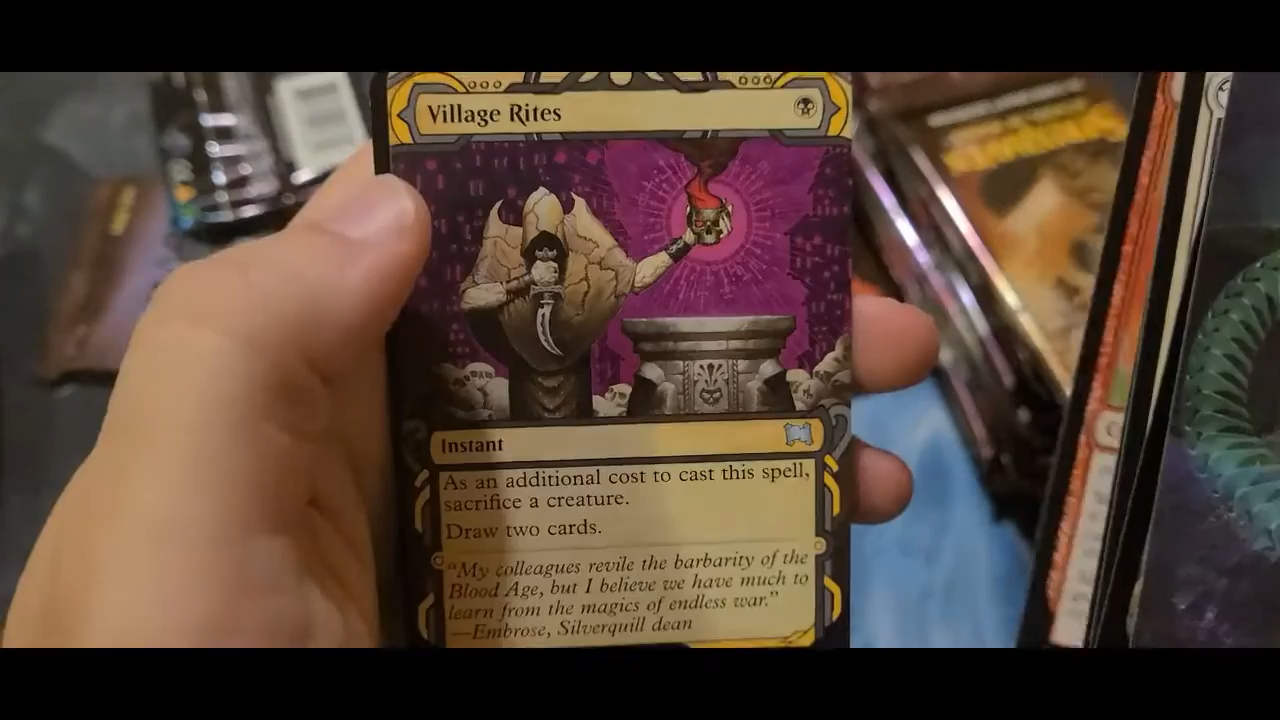 Village Rites
Instant
As an additional cost to cast this spell,
sacrifice a creature.
Draw two cards.
"My colleagues revile the barbarity of the
Blood Age, but I believe we have much to
learn from the magics of endless war."
—Embrose, Silverquill dean